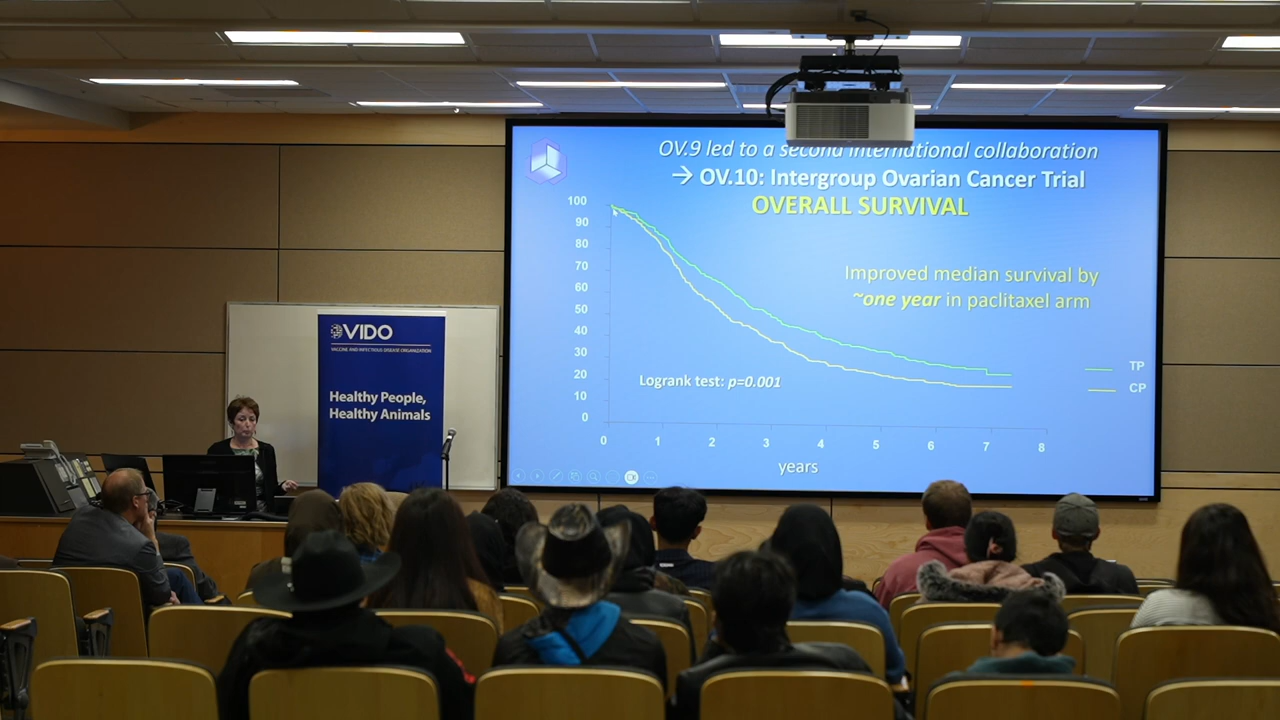 OV.9 led to a second international collaboration
→ OV.10: Intergroup Ovarian Cancer Trial
OVERALL SURVIVAL
100
90
80
70
60
50
40
30
20
10
0
Improved median survival by
~one year in paclitaxel arm
Logrank test: p=0.001
TP
CP
0 1 2 3 4 5 6 7 8
years
VIDO
VACCINE AND INFECTIOUS DISEASE ORGANIZATION
Healthy People,
Healthy Animals